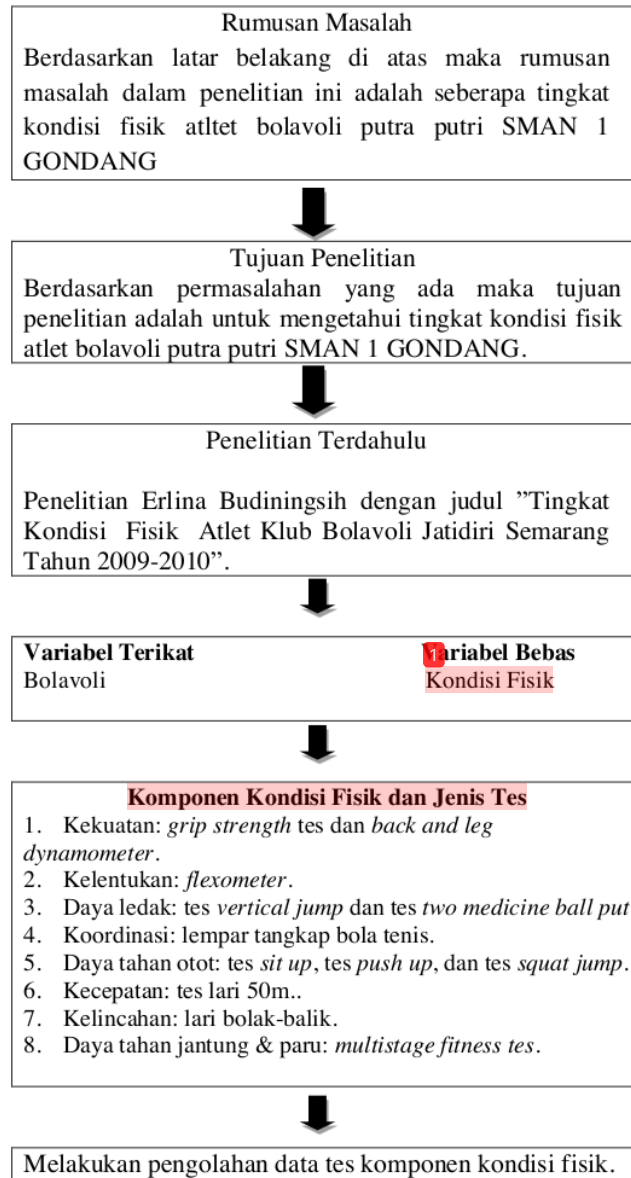 Rumusan Masalah
Berdasarkan latar belakang di atas maka rumusan
masalah dalam penelitian ini adalah seberapa tingkat
kondisi fisik atltet bolavoli putra putri SMAN 1
GONDANG
Tujuan Penelitian
Berdasarkan permasalahan yang ada maka tujuan
penelitian adalah untuk mengetahui tingkat kondisi fisik
atlet bolavoli putra putri SMAN 1 GONDANG.
Penelitian Terdahulu
Penelitian Erlina Budiningsih dengan judul ”Tingkat
Kondisi Fisik Atlet Klub Bolavoli Jatidiri Semarang
Tahun 2009-2010”.
Variabel Terikat
Bolavoli
1
Variabel Bebas
Kondisi Fisik
Komponen Kondisi Fisik dan Jenis Tes
1. Kekuatan: grip strength tes dan back and leg
dynamometer.
2. Kelentukan: flexometer.
3. Daya ledak: tes vertical jump dan tes two medicine ball put
4. Koordinasi: lempar tangkap bola tenis.
5. Daya tahan otot: tes sit up, tes push up, dan tes squat jump.
6. Kecepatan: tes lari 50m..
7. Kelincahan: lari bolak-balik.
8. Daya tahan jantung & paru: multistage fitness tes.
Melakukan pengolahan data tes komponen kondisi fisik.